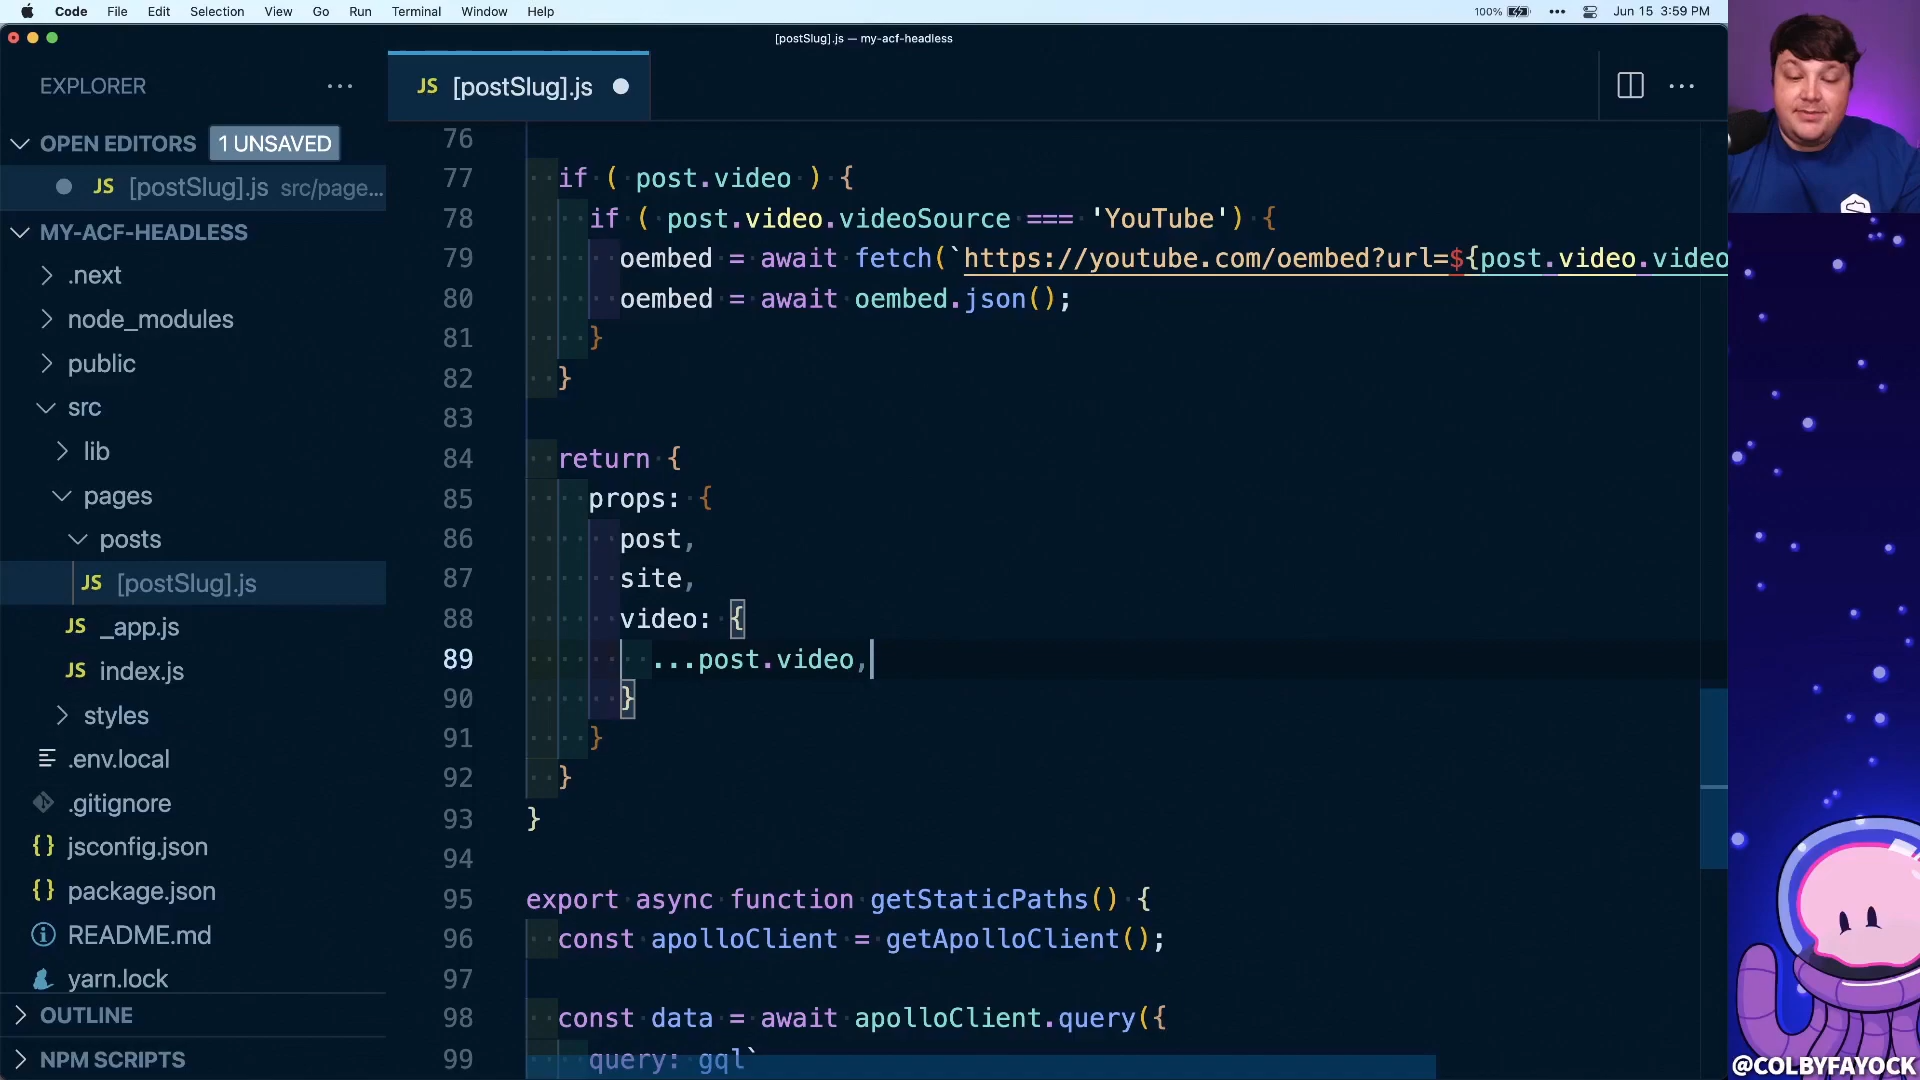 Code File Edit Selection View Go Run Terminal Window Help 100% Jun 15 3:59 PM
[postSlug].js — my-acf-headless
EXPLORER
JS [postSlug].js
OPEN EDITORS 1 UNSAVED
JS [postSlug].js src/page...
MY-ACF-HEADLESS
.next
node_modules
public
src
lib
pages
posts
JS [postSlug].js
JS _app.js
JS index.js
styles
.env.local
.gitignore
{} jsconfig.json
{} package.json
README.md
yarn.lock
OUTLINE
NPM SCRIPTS
76
77 if ( post.video ) {
78 if ( post.video.videoSource === 'YouTube') {
79 oembed = await fetch(`https://youtube.com/oembed?url=${post.video.video
80 oembed = await oembed.json();
81 }
82 }
83
84 return {
85 props: {
86 post,
87 site,
88 video: {
89 ...post.video,
90 }
91 }
92 }
93 }
94
95 export async function getStaticPaths() {
96 const apolloClient = getApolloClient();
97
98 const data = await apolloClient.query({
99 query: gql`
@COLBYFAYOCK